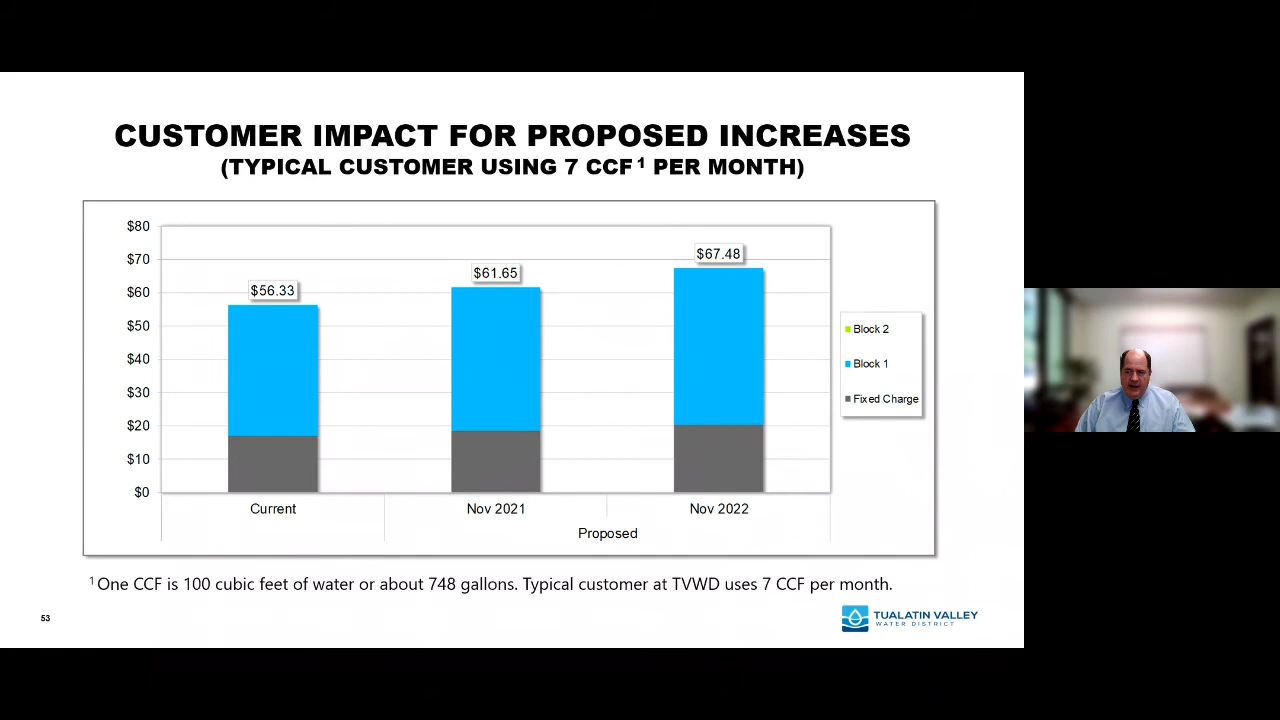 CUSTOMER IMPACT FOR PROPOSED INCREASES
(TYPICAL CUSTOMER USING 7 CCF¹ PER MONTH)
$80
$70
$60
$50
$40
$30
$20
$10
$0
$56.33
$61.65
$67.48
Block 2
Block 1
Fixed Charge
Current
Nov 2021
Nov 2022
Proposed
¹ One CCF is 100 cubic feet of water or about 748 gallons. Typical customer at TVWD uses 7 CCF per month.
53
TUALATIN VALLEY
WATER DISTRICT